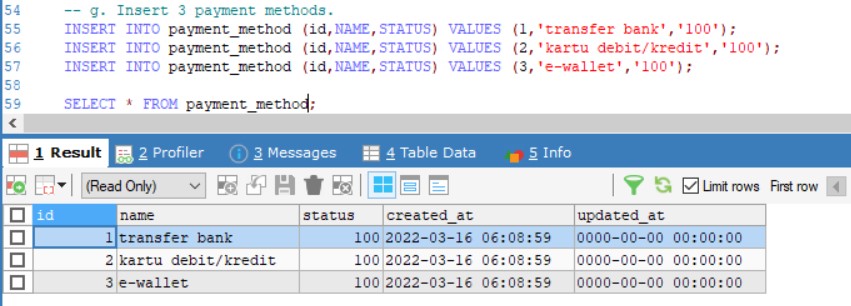 54 -- g. Insert 3 payment methods.
55 INSERT INTO payment_method (id,NAME,STATUS) VALUES (1,'transfer bank','100');
56 INSERT INTO payment_method (id,NAME,STATUS) VALUES (2,'kartu debit/kredit','100');
57 INSERT INTO payment_method (id,NAME,STATUS) VALUES (3,'e-wallet','100');
58
59 SELECT * FROM payment_method;
1 Result 2 Profiler 3 Messages 4 Table Data 5 Info
(Read Only) Limit rows First row
id name status created_at updated_at
1 transfer bank 100 2022-03-16 06:08:59 0000-00-00 00:00:00
2 kartu debit/kredit 100 2022-03-16 06:08:59 0000-00-00 00:00:00
3 e-wallet 100 2022-03-16 06:08:59 0000-00-00 00:00:00